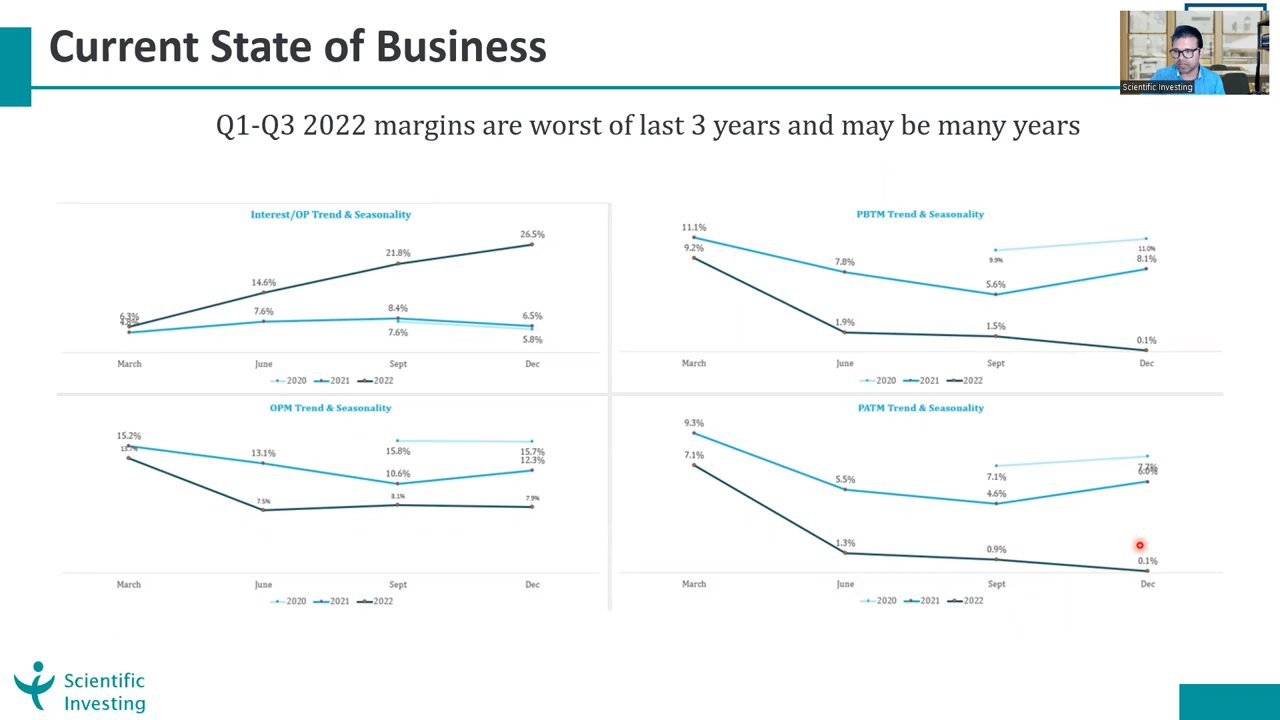 Current State of Business
Scientific Investing
Q1-Q3 2022 margins are worst of last 3 years and may be many years
Interest/OP Trend & Seasonality
26.5%
21.8%
14.6%
6.3%
4.8%
7.6%
8.4%
6.5%
7.6%
5.8%
March June Sept Dec
2020 2021 2022
PBTM Trend & Seasonality
11.1%
9.2%
7.8%
9.9%
11.0%
8.1%
5.6%
1.9%
1.5%
0.1%
March June Sept Dec
2020 2021 2022
OPM Trend & Seasonality
15.2%
13.7%
13.1%
15.8%
15.7%
12.3%
10.6%
7.5%
8.1%
7.9%
March June Sept Dec
2020 2021 2022
PATM Trend & Seasonality
9.3%
7.1%
5.5%
7.1%
4.6%
1.3%
0.9%
0.1%
March June Sept Dec
2020 2021 2022
Scientific
Investing